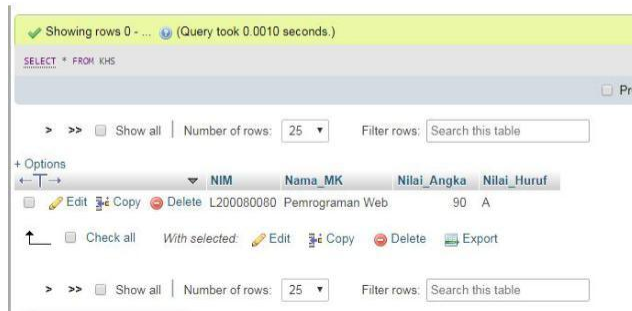 Showing rows 0 - ... (Query took 0.0010 seconds.)
SELECT * FROM KHS
Pr
> >> Show all | Number of rows: 25 Filter rows: Search this table
+ Options
←T→ NIM Nama_MK Nilai_Angka Nilai_Huruf
Edit Copy Delete L200080080 Pemrograman Web 90 A
Check all With selected: Edit Copy Delete Export
> >> Show all | Number of rows: 25 Filter rows: Search this table